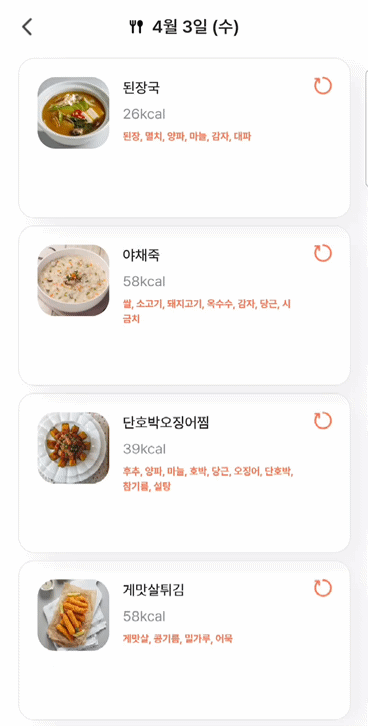 4월 3일 (수)
된장국
26kcal
된장, 멸치, 양파, 마늘, 감자, 대파
야채죽
58kcal
쌀, 소고기, 돼지고기, 옥수수, 감자, 당근, 시
금치
단호박오징어찜
39kcal
후추, 양파, 마늘, 호박, 당근, 오징어, 단호박,
참기름, 설탕
게맛살튀김
58kcal
게맛살, 콩기름, 밀가루, 어묵